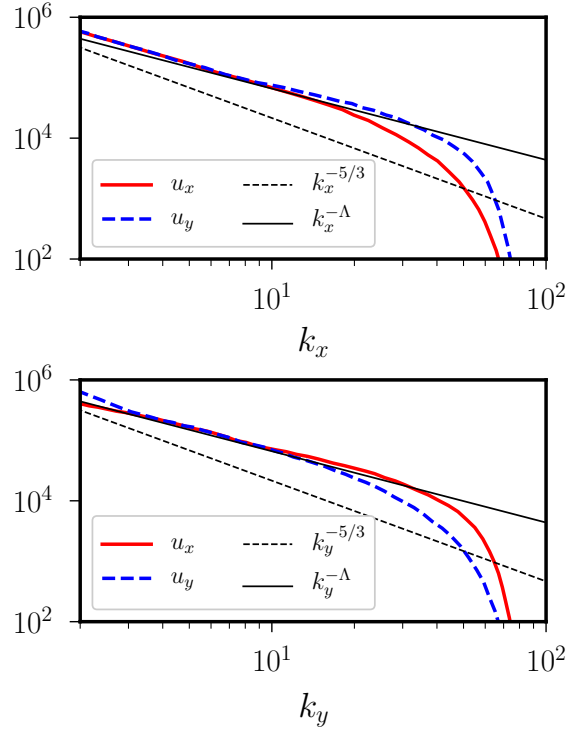 10^6
10^4
10^2
u_x k_x^{-5/3}
u_y k_x^{-Λ}
10^1 10^2
k_x
10^6
10^4
10^2
u_x k_y^{-5/3}
u_y k_y^{-Λ}
10^1 10^2
k_y